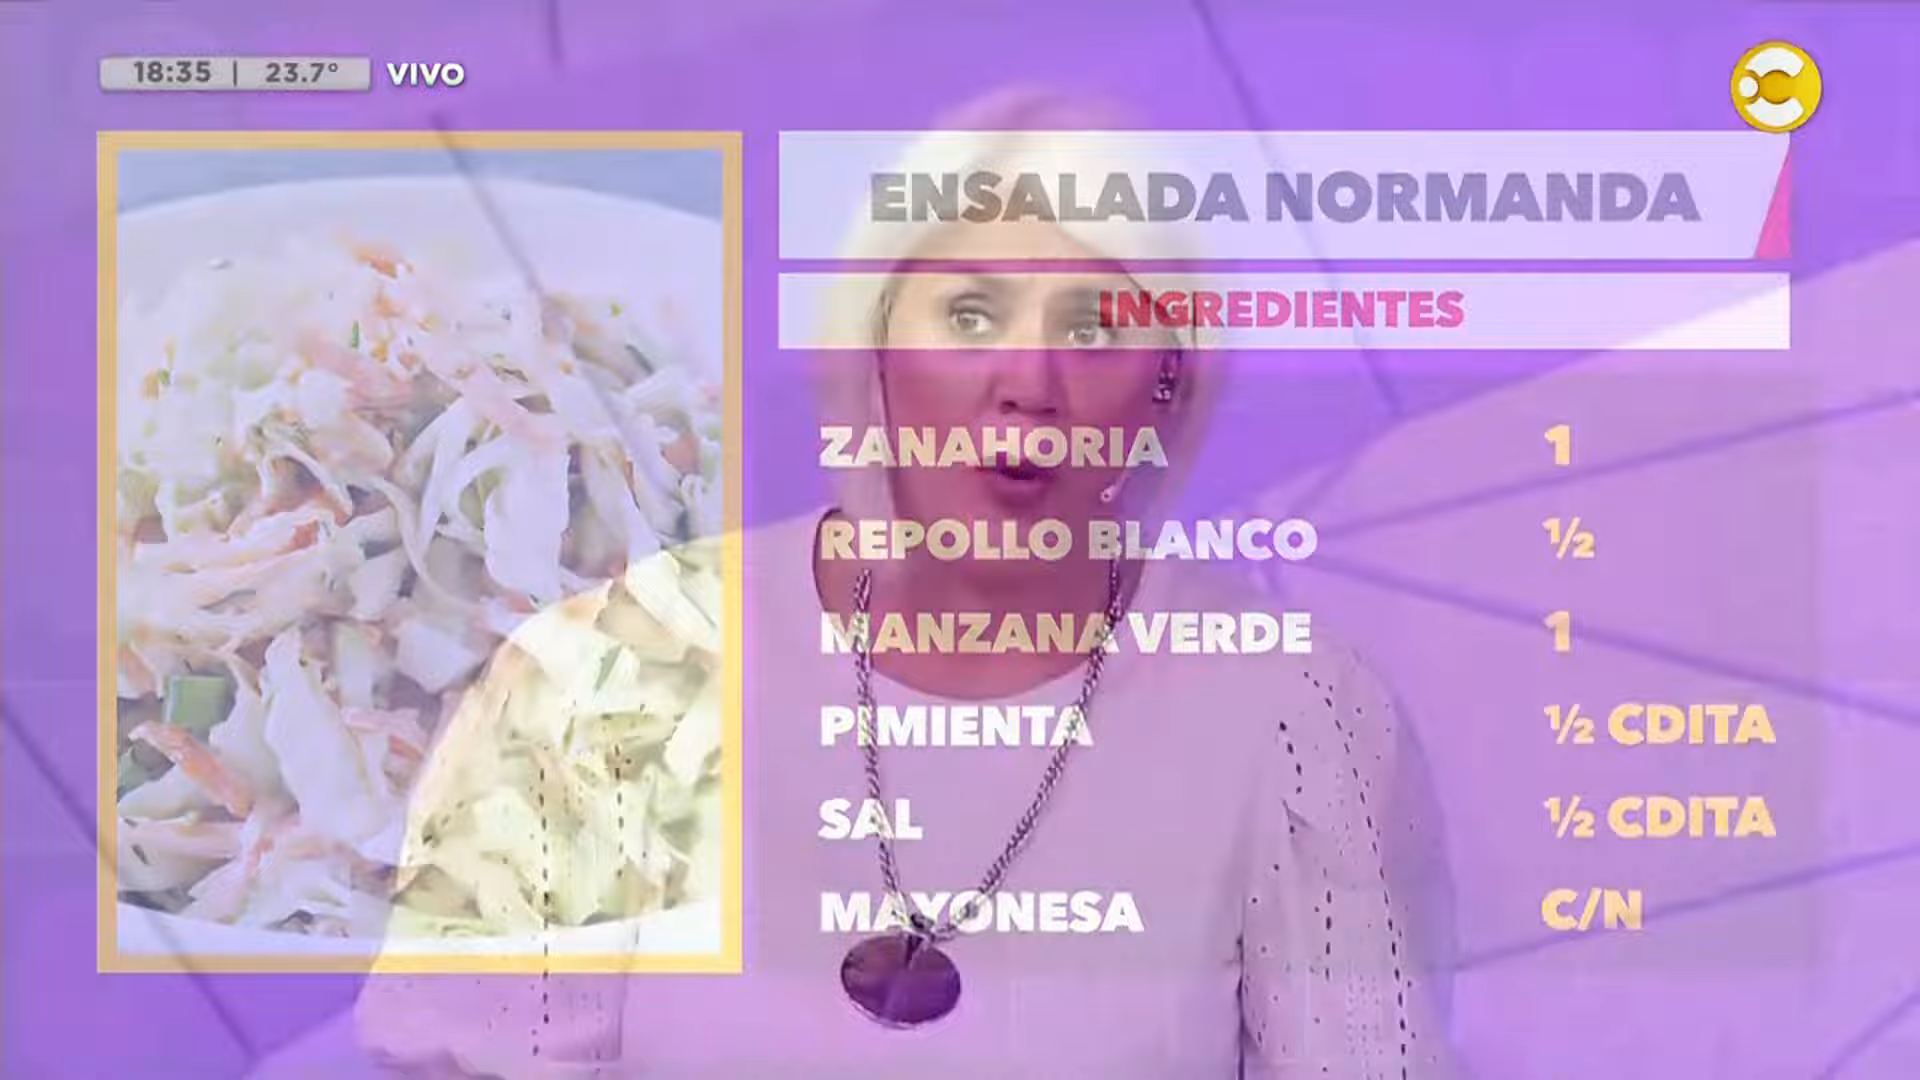 18:35 | 23.7° VIVO
ENSALADA NORMANDA
INGREDIENTES
ZANAHORIA 1
REPOLLO BLANCO ½
MANZANA VERDE 1
PIMIENTA ½ CDITA
SAL ½ CDITA
MAYONESA C/N